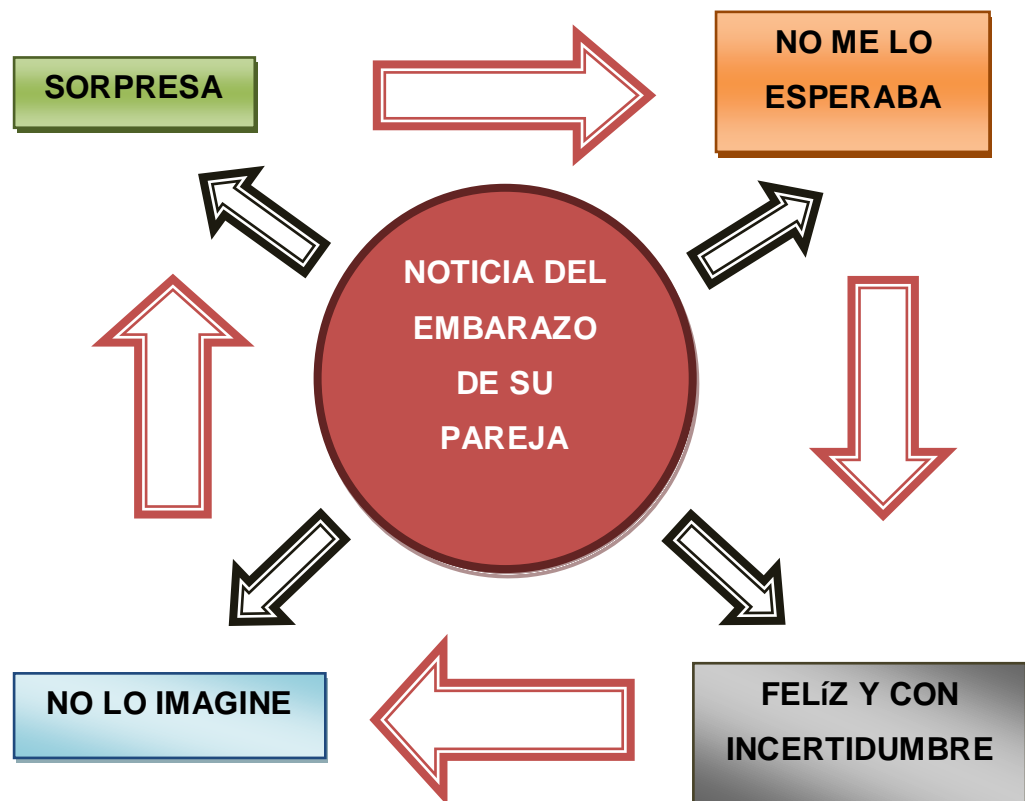 SORPRESA
NO ME LO
ESPERABA
NOTICIA DEL
EMBARAZO
DE SU
PAREJA
NO LO IMAGINE
FELíZ Y CON
INCERTIDUMBRE